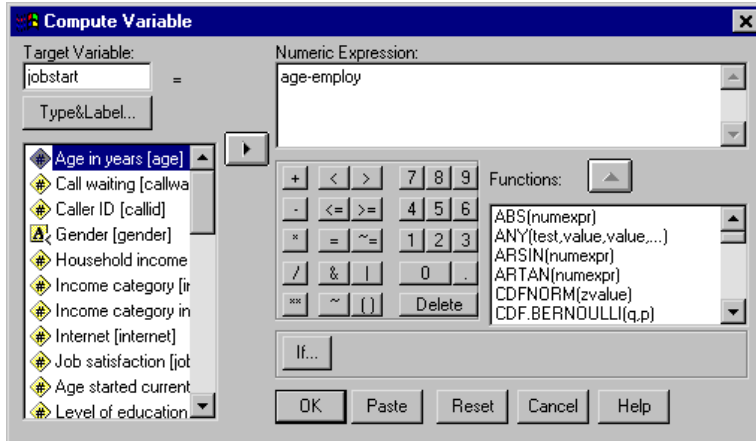 Compute Variable
Target Variable:
jobstart
=
Type&Label...
Numeric Expression:
age-employ
Age in years [age]
Call waiting [callwa
Caller ID [callid]
Gender [gender]
Household income
Income category [in
Income category in
Internet [internet]
Job satisfaction [jot
Age started current
Level of education
+ < > 7 8 9
- <= >= 4 5 6
* = ~= 1 2 3
/ & | 0 .
** ~ () Delete
Functions:
ABS(numexpr)
ANY(test,value,value,...)
ARSIN(numexpr)
ARTAN(numexpr)
CDFNORM(zvalue)
CDF.BERNOULLI(q,p)
If...
OK Paste Reset Cancel Help